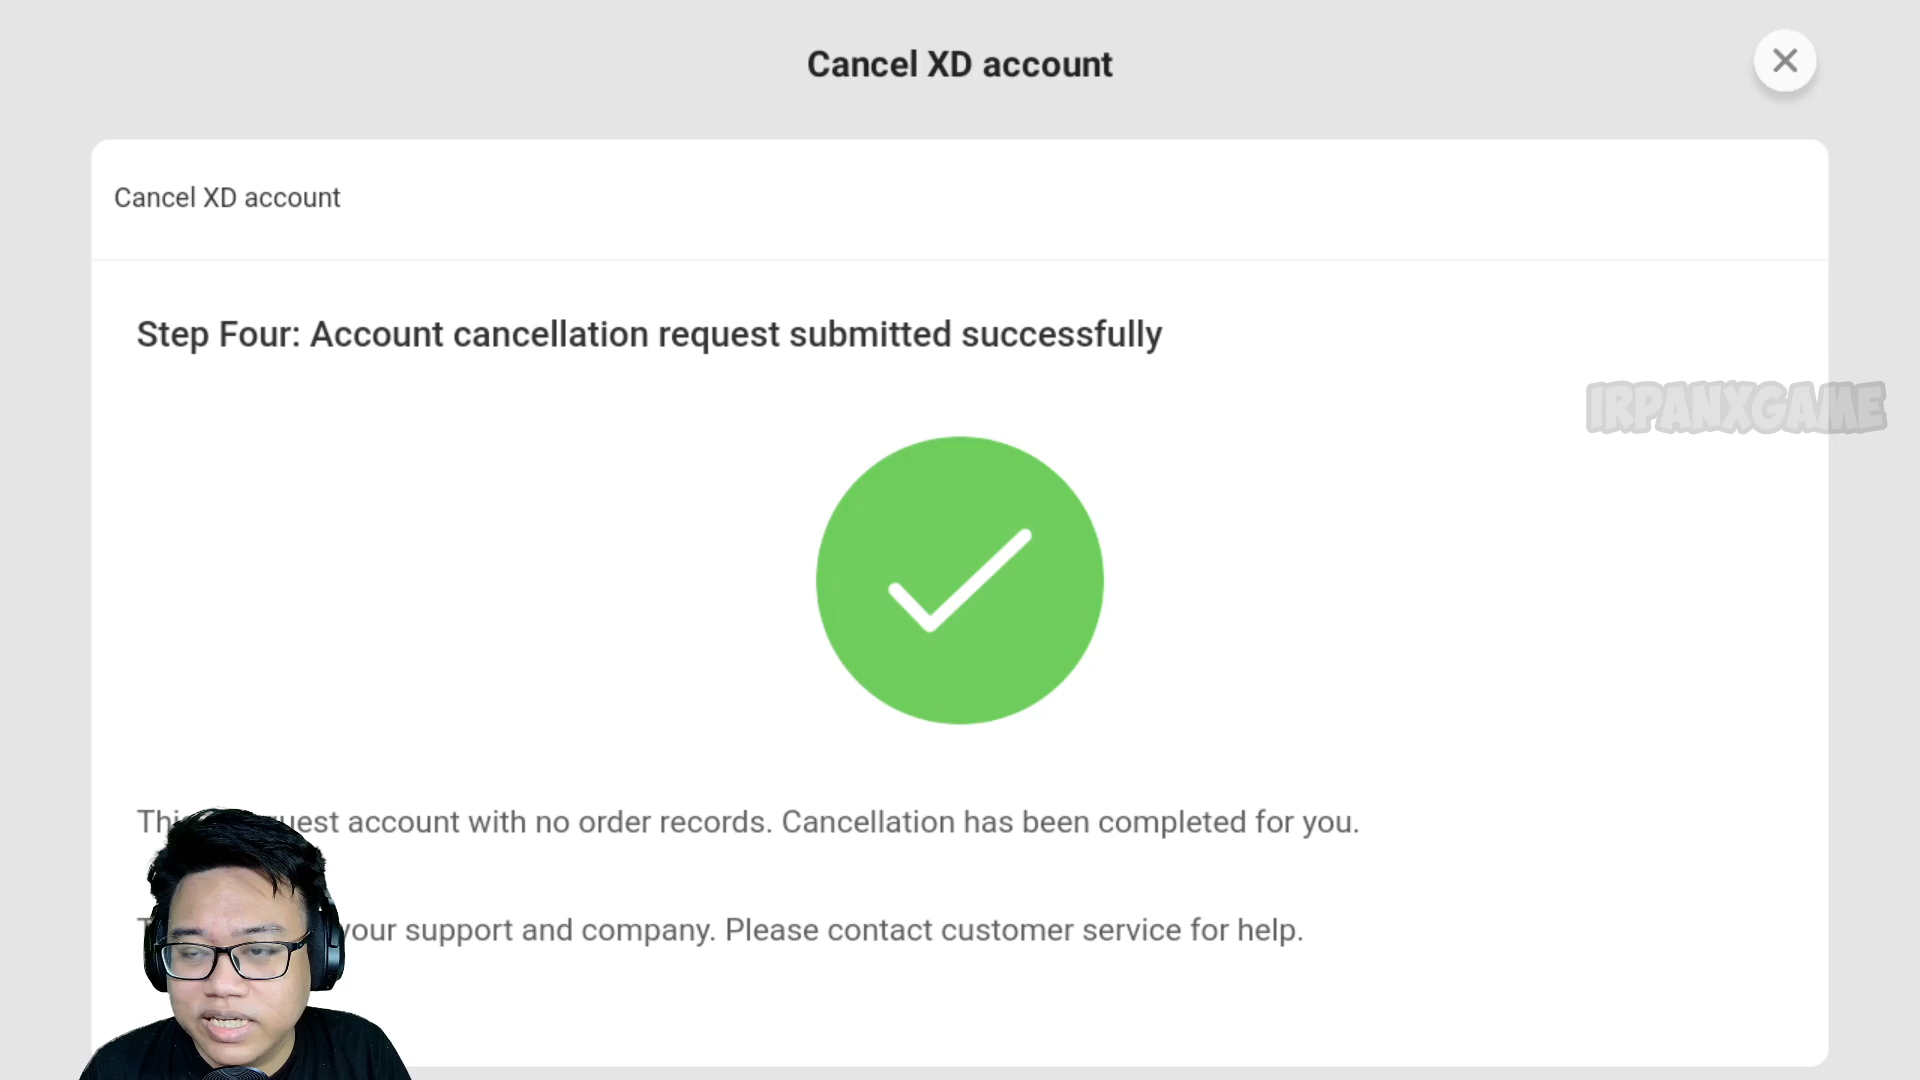 Cancel XD account
Cancel XD account
Step Four: Account cancellation request submitted successfully
IRPANXGAME
account with no order records. Cancellation has been completed for you.
your support and company. Please contact customer service for help.